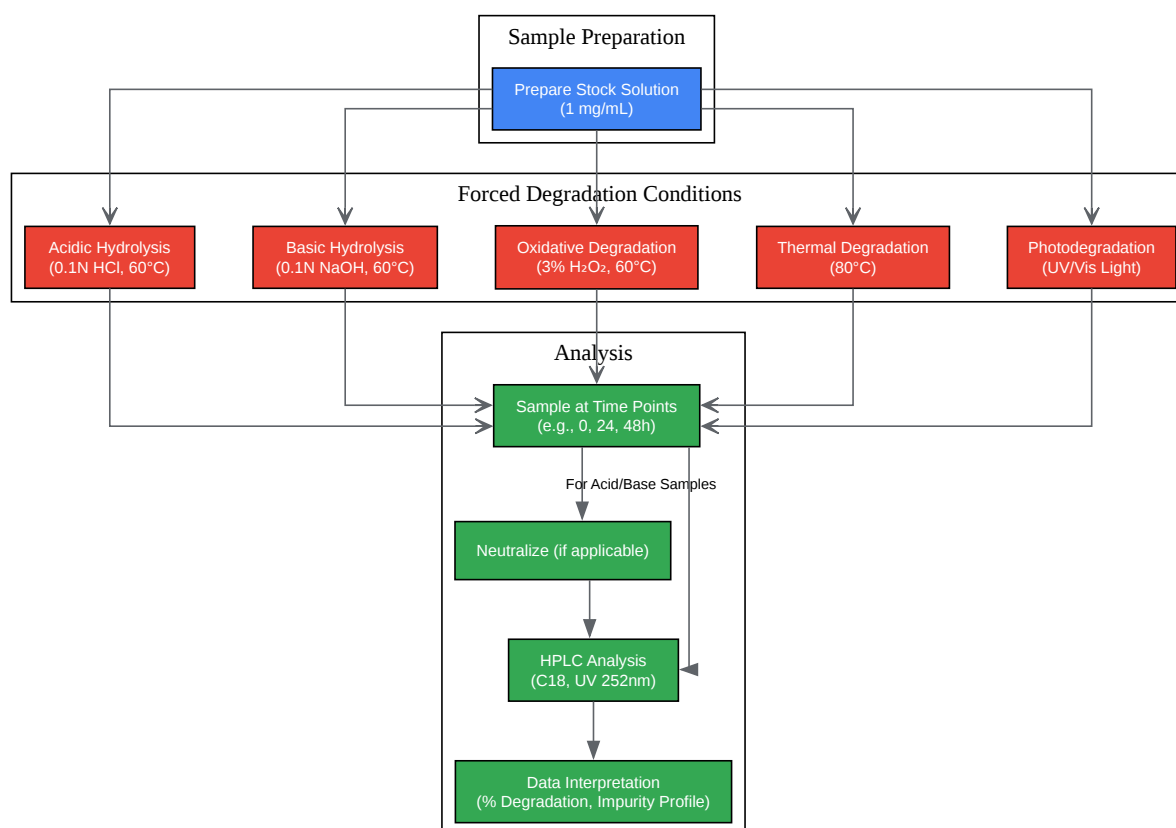 Sample Preparation
Prepare Stock Solution
(1 mg/mL)
Forced Degradation Conditions
Acidic Hydrolysis
(0.1N HCl, 60°C)
Basic Hydrolysis
(0.1N NaOH, 60°C)
Oxidative Degradation
(3% H₂O₂, 60°C)
Thermal Degradation
(80°C)
Photodegradation
(UV/Vis Light)
Analysis
Sample at Time Points
(e.g., 0, 24, 48h)
For Acid/Base Samples
Neutralize (if applicable)
HPLC Analysis
(C18, UV 252nm)
Data Interpretation
(% Degradation, Impurity Profile)